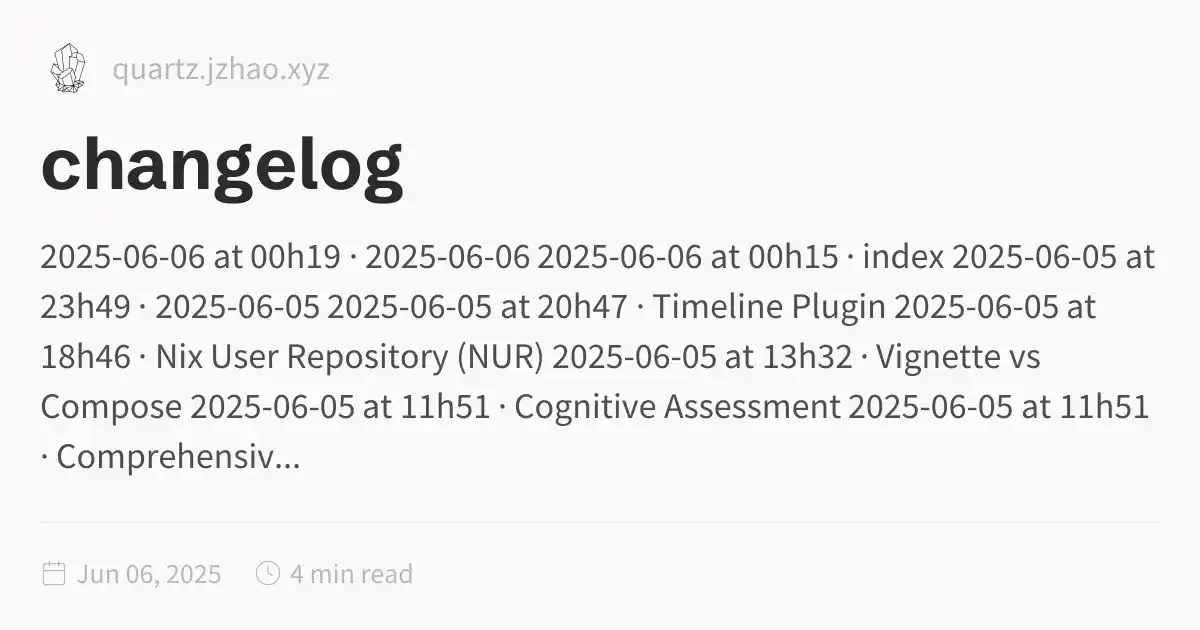 quartz.jzhao.xyz
changelog
2025-06-06 at 00h19 · 2025-06-06 2025-06-06 at 00h15 · index 2025-06-05 at
23h49 · 2025-06-05 2025-06-05 at 20h47 · Timeline Plugin 2025-06-05 at
18h46 · Nix User Repository (NUR) 2025-06-05 at 13h32 · Vignette vs
Compose 2025-06-05 at 11h51 · Cognitive Assessment 2025-06-05 at 11h51
· Comprehensiv...
Jun 06, 2025 4 min read